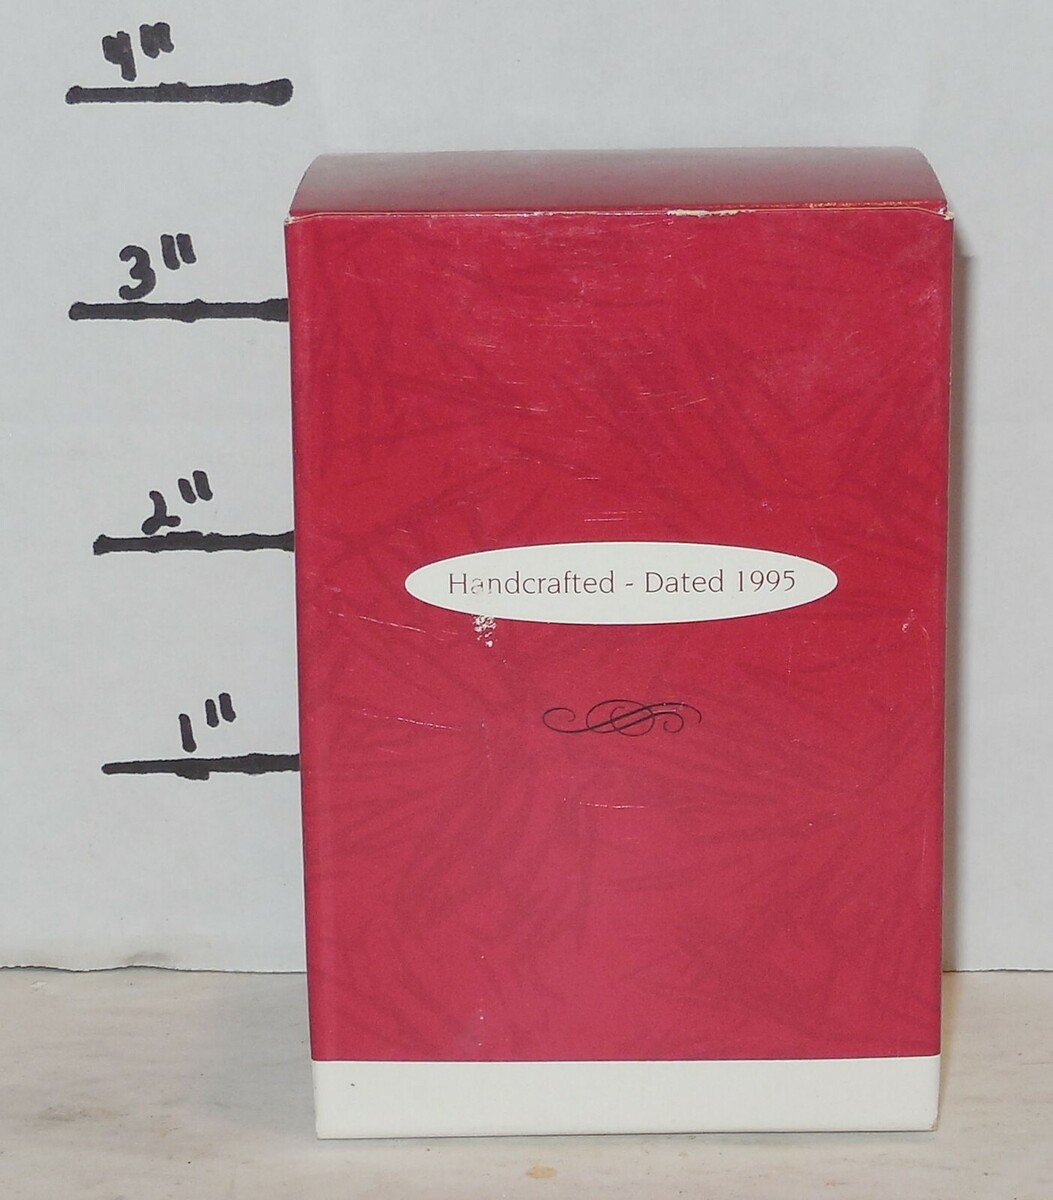 4"
3"
2"
Handcrafted - Dated 1995
1"